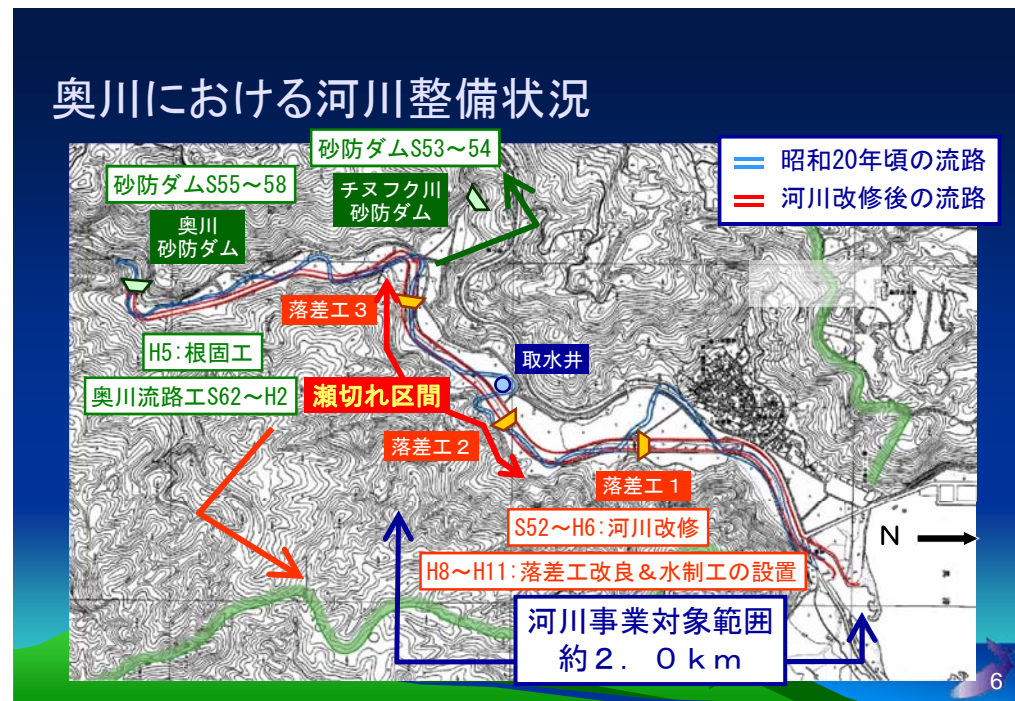 奥川における河川整備状況
砂防ダムS53～54
昭和20年頃の流路
河川改修後の流路
砂防ダムS55～58
チヌフク川
砂防ダム
奥川
砂防ダム
落差工３
H5:根固工
取水井
奥川流路工S62～H2
瀬切れ区間
落差工２
落差工１
S52～H6:河川改修
N
H8～H11:落差工改良＆水制工の設置
河川事業対象範囲
約２．０ｋｍ
6